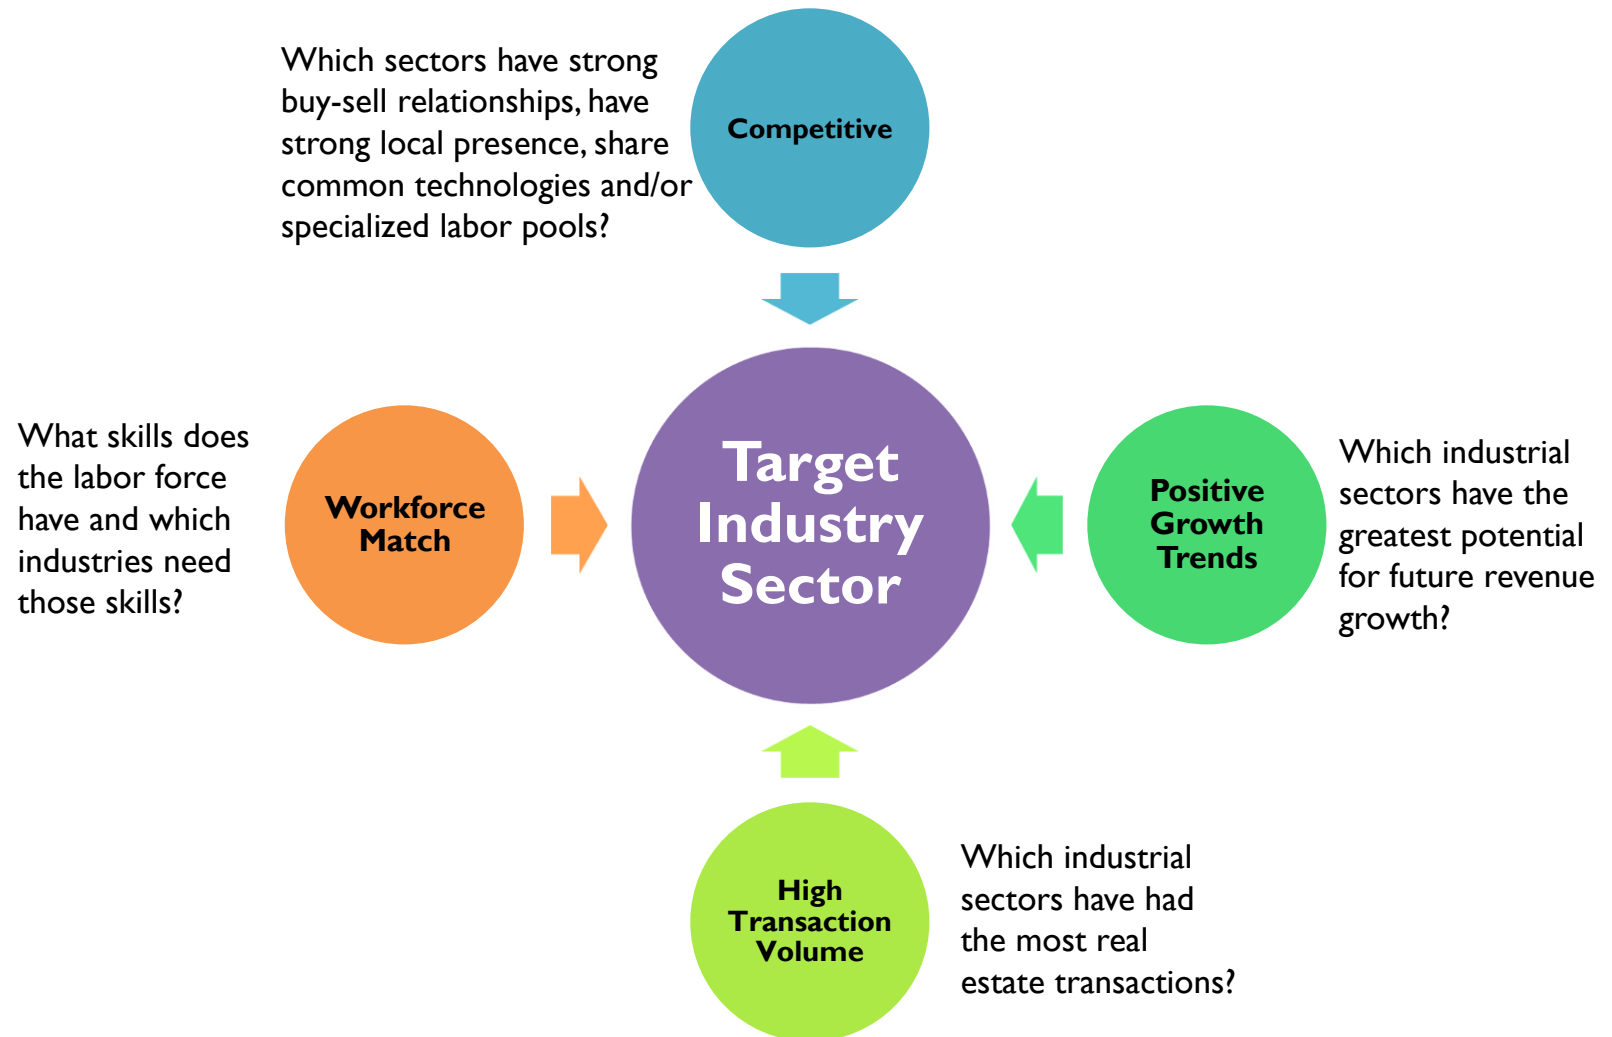 Which sectors have strong
buy-sell relationships, have
strong local presence, share
common technologies and/or
specialized labor pools?
Competitive
What skills does
the labor force
have and which
industries need
those skills?
Workforce
Match
Target
Industry
Sector
Positive
Growth
Trends
Which industrial
sectors have the
greatest potential
for future revenue
growth?
High
Transaction
Volume
Which industrial
sectors have had
the most real
estate transactions?